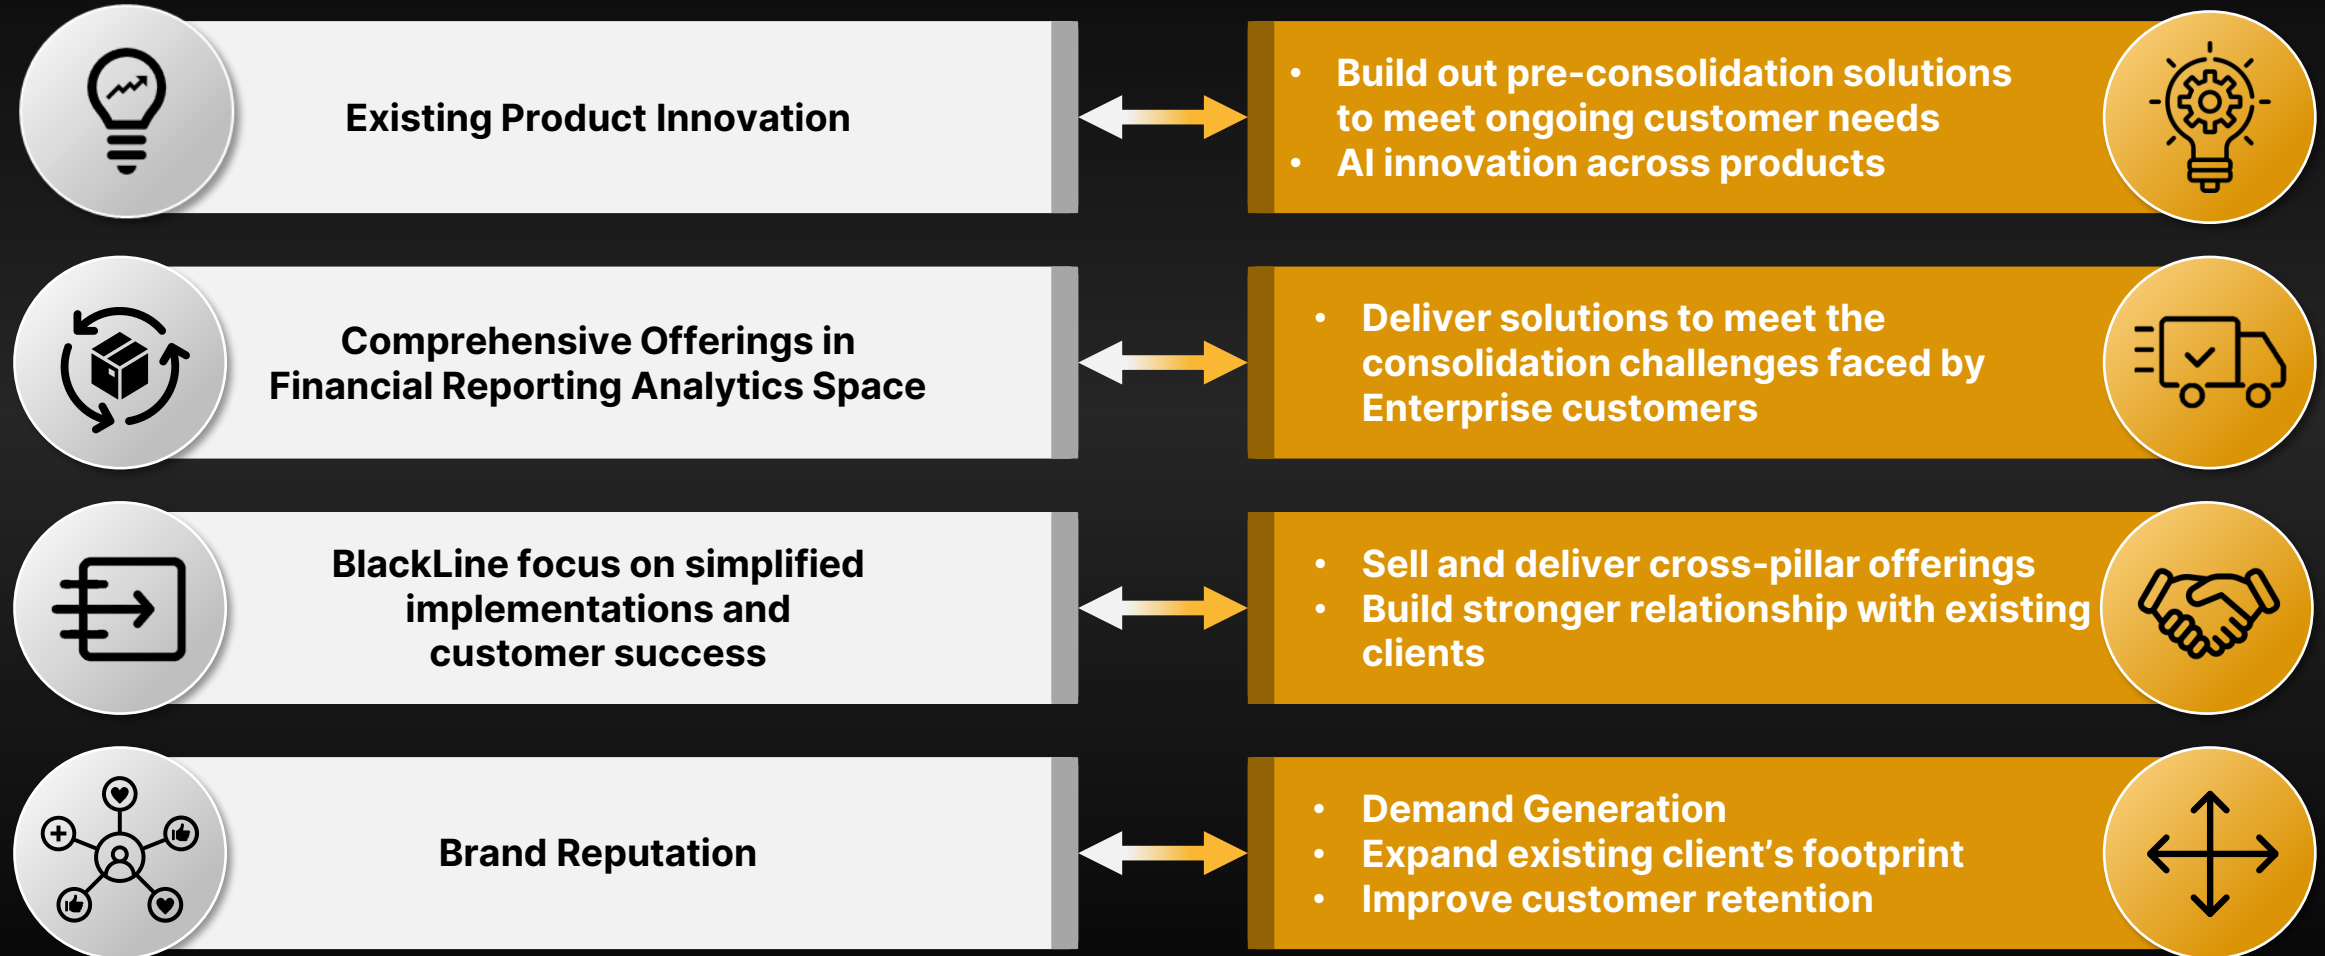 Existing Product Innovation
• Build out pre-consolidation solutions
to meet ongoing customer needs
• AI innovation across products
Comprehensive Offerings in
Financial Reporting Analytics Space
• Deliver solutions to meet the
consolidation challenges faced by
Enterprise customers
BlackLine focus on simplified
implementations and
customer success
• Sell and deliver cross-pillar offerings
• Build stronger relationship with existing
clients
Brand Reputation
• Demand Generation
• Expand existing client’s footprint
• Improve customer retention